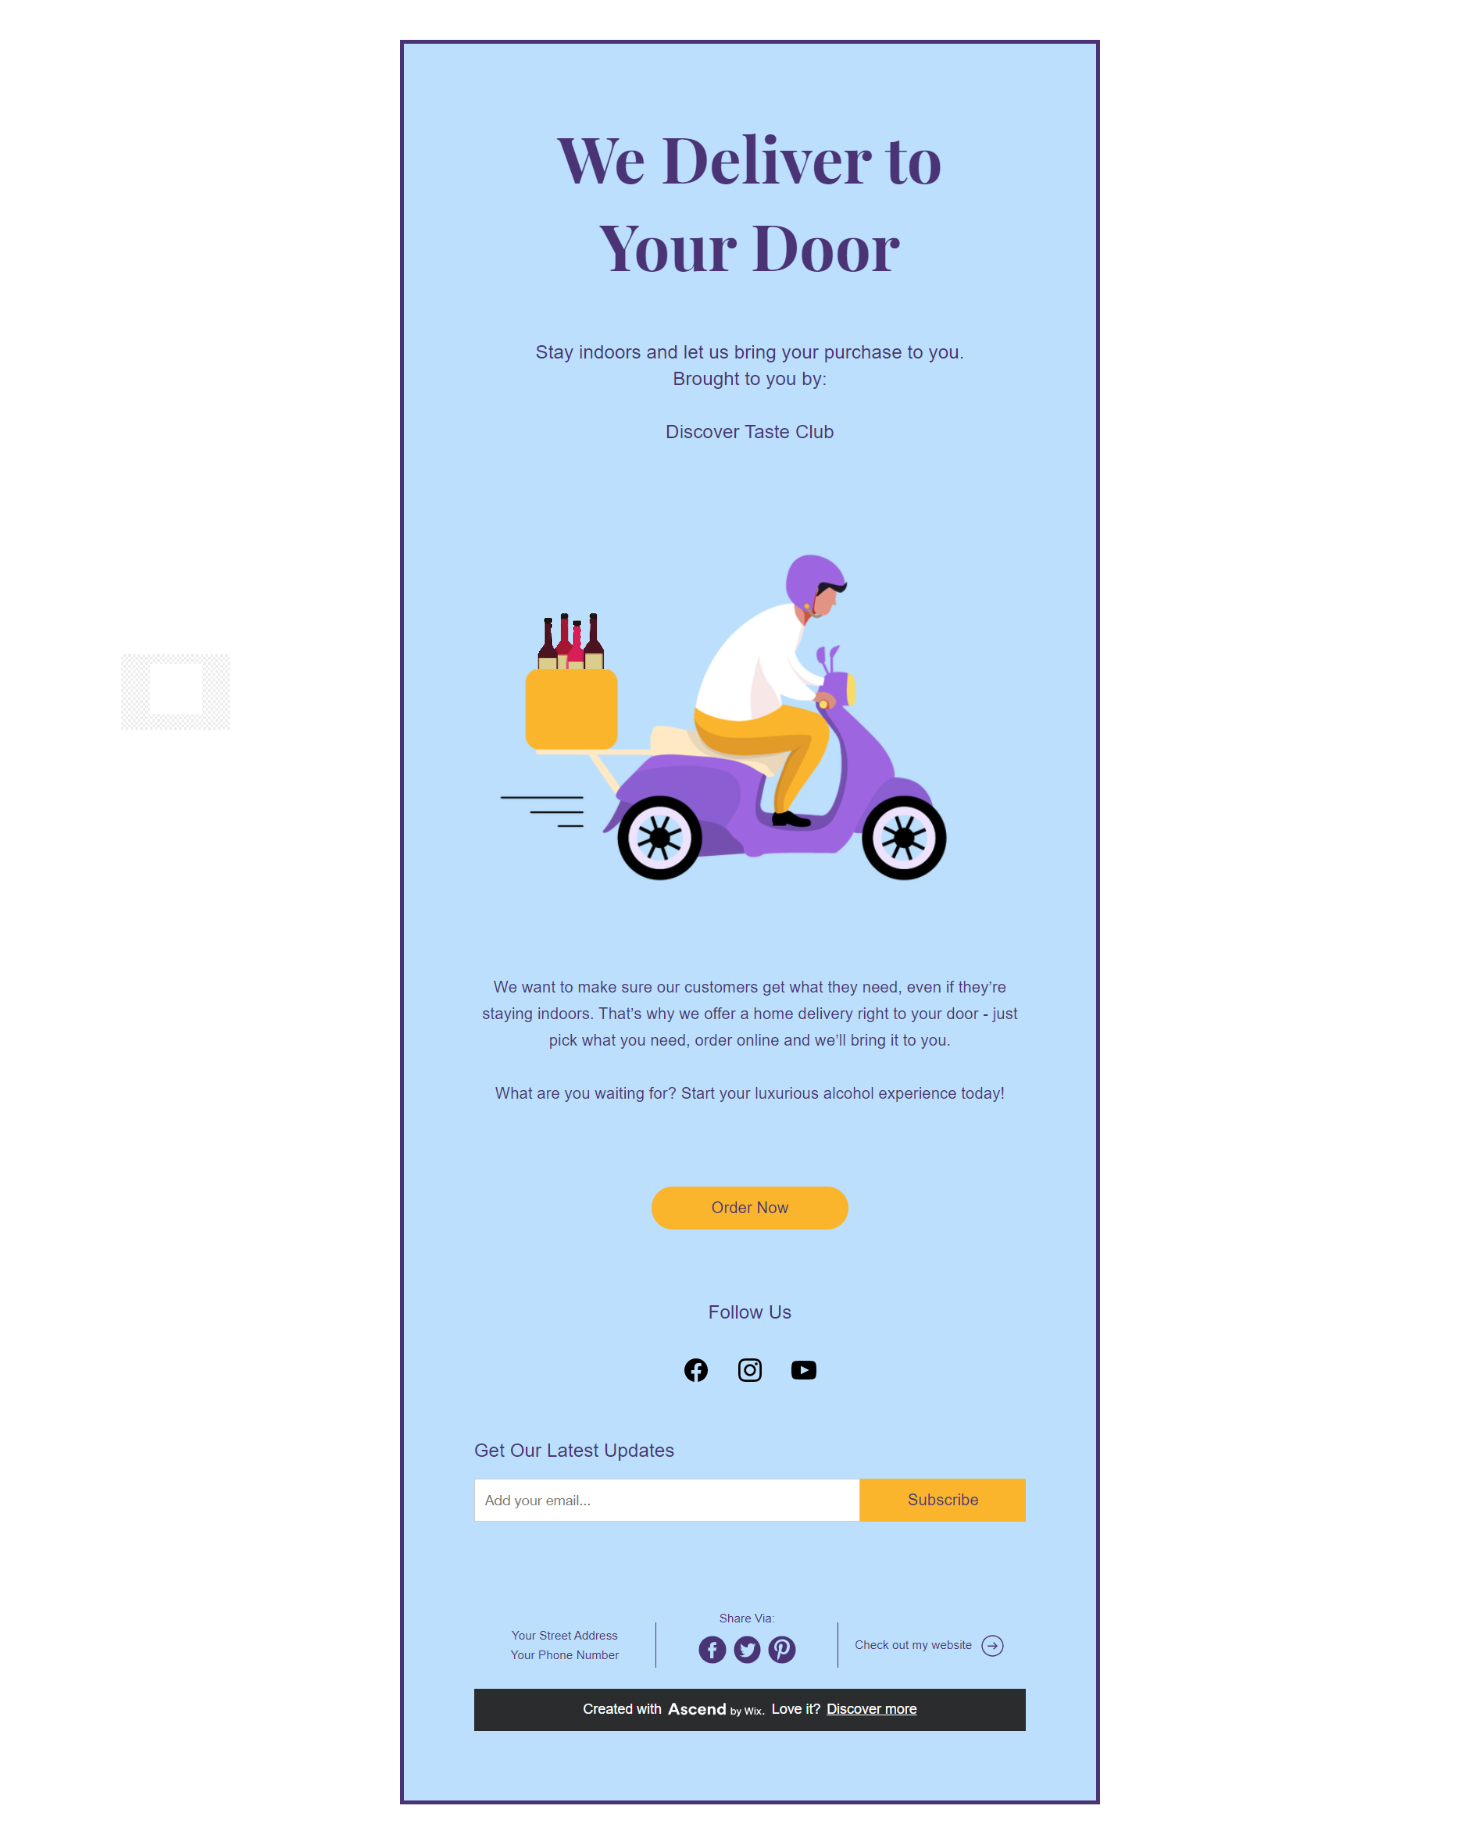 We Deliver to
Your Door
Stay indoors and let us bring your purchase to you.
Brought to you by:
Discover Taste Club
We want to make sure our customers get what they need, even if they’re
staying indoors. That’s why we offer a home delivery right to your door - just
pick what you need, order online and we’ll bring it to you.
What are you waiting for? Start your luxurious alcohol experience today!
Order Now
Follow Us
Get Our Latest Updates
Add your email...
Subscribe
Share Via:
Your Street Address
Your Phone Number
Check out my website
Created with Ascend by Wix. Love it? Discover more